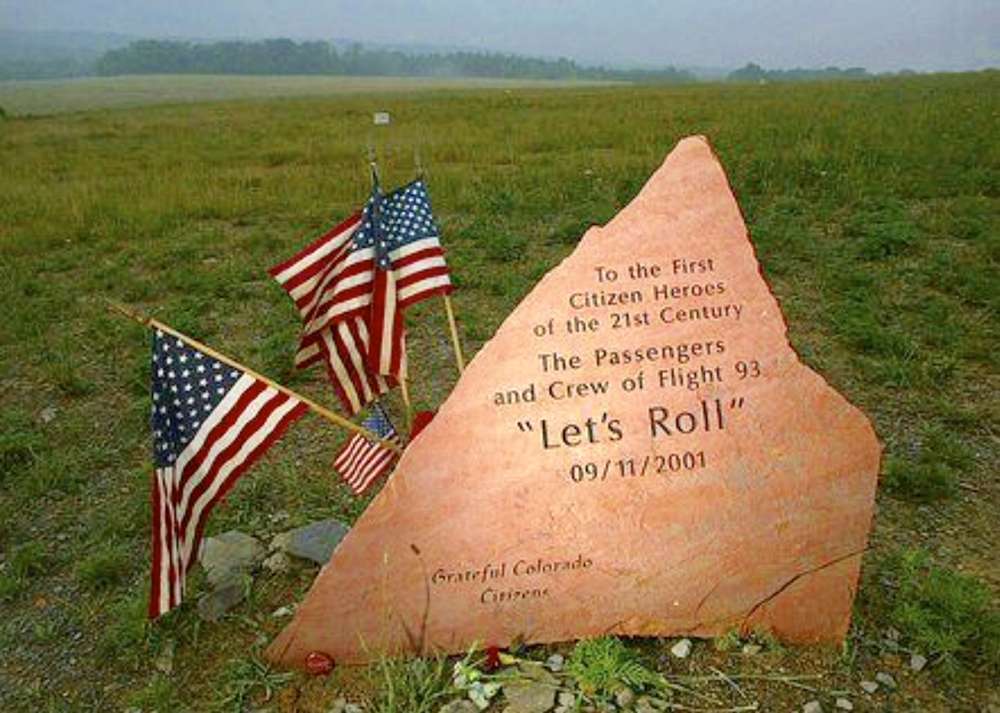 To the First
Citizen Heroes
of the 21st Century
The Passengers
and Crew of Flight 93
“Let’s Roll”
09/11/2001
Grateful Colorado
Citizens